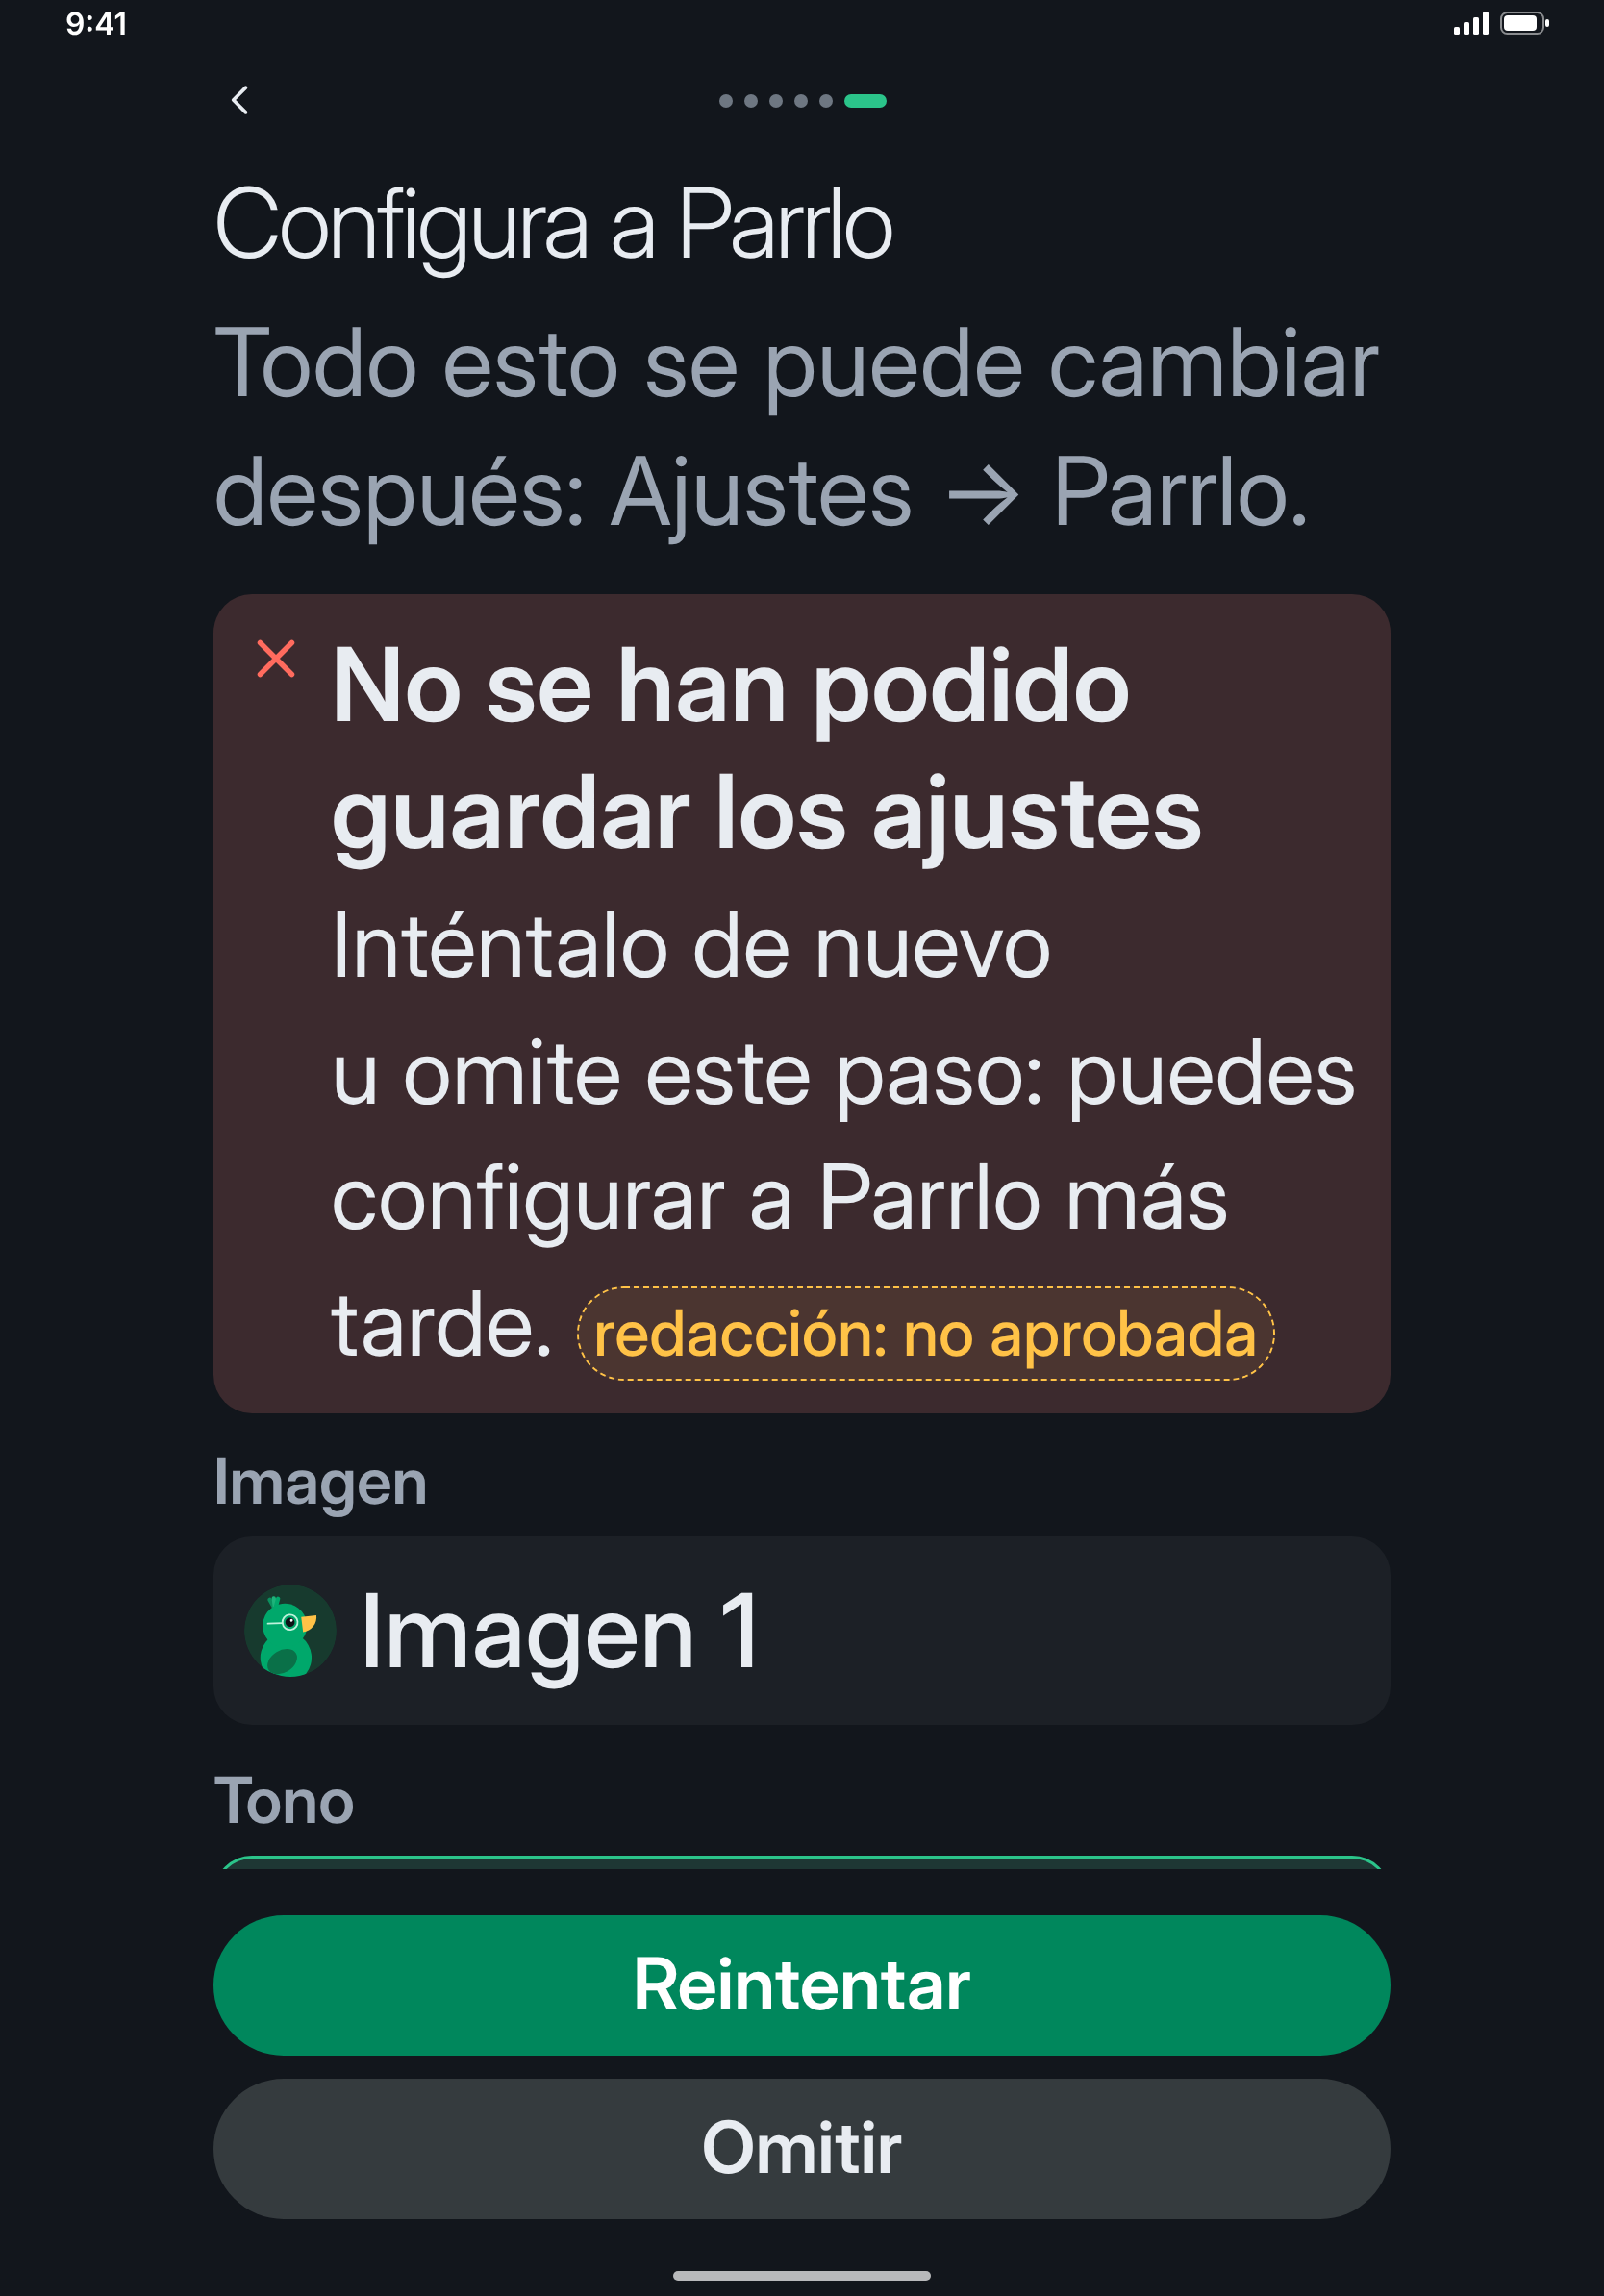 9:41
Configura a Parrlo
Todo esto se puede cambiar
después: Ajustes → Parrlo.
No se han podido
guardar los ajustes
Inténtalo de nuevo
u omite este paso: puedes
configurar a Parrlo más
tarde. redacción: no aprobada
Imagen
Imagen 1
Tono
Reintentar
Omitir